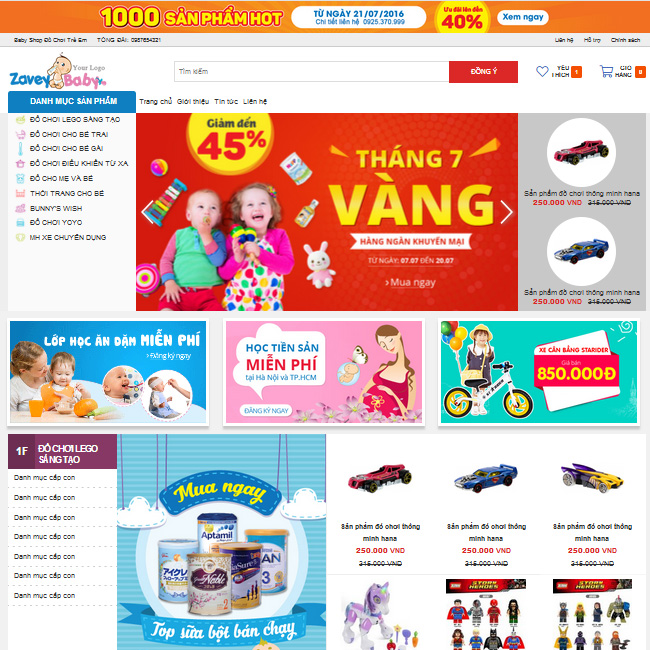 1000 SẢN PHẨM HOT
TỪ NGÀY 21/07/2016
Chi tiết liên hệ 0925.370.999
Ưu đãi lên đến
40%
Xem ngay
Baby Shop Đồ Chơi Trẻ Em
TỔNG ĐÀI: 0987654321
Liên hệ
Hỗ trợ
Chính sách
Your Logo
ZaveyBaby
Tìm kiếm
ĐỒNG Ý
YÊU THÍCH 1
GIỎ HÀNG 0
DANH MỤC SẢN PHẨM
Trang chủ Giới thiệu Tin tức Liên hệ
ĐỒ CHƠI LEGO SÁNG TẠO
ĐỒ CHƠI CHO BÉ TRAI
ĐỒ CHƠI CHO BÉ GÁI
ĐỒ CHƠI ĐIỀU KHIỂN TỪ XA
ĐỒ CHO MẸ VÀ BÉ
THỜI TRANG CHO BÉ
BUNNY'S WISH
ĐỒ CHƠI YOYO
MH XE CHUYÊN DỤNG
Giảm đến
45%
THÁNG 7
VÀNG
HÀNG NGÀN KHUYẾN MẠI
TỪ NGÀY: 07.07 ĐẾN 20.07
Mua ngay
Sản phẩm đồ chơi thông minh hana
250.000 VND 315.000 VND
Sản phẩm đồ chơi thông minh hana
250.000 VND 315.000 VND
LỚP HỌC ĂN DẶM MIỄN PHÍ
Đăng ký ngay
HỌC TIỀN SẢN
MIỄN PHÍ
tại Hà Nội và TP.HCM
ĐĂNG KÝ NGAY
XE CÂN BẰNG STARIDER
Giá bán
850.000Đ
1F
ĐỒ CHƠI LEGO
SÁNG TẠO
Danh mục cấp con
Danh mục cấp con
Danh mục cấp con
Danh mục cấp con
Danh mục cấp con
Danh mục cấp con
Danh mục cấp con
Mua ngay
Aptamil
3
2
Top sữa bột bán chạy
Sản phẩm đồ chơi thông
minh hana
250.000 VND
315.000 VND
Sản phẩm đồ chơi thông
minh hana
250.000 VND
315.000 VND
Sản phẩm đồ chơi thông
minh hana
250.000 VND
315.000 VND
STORY HEROES
STORY HEROES